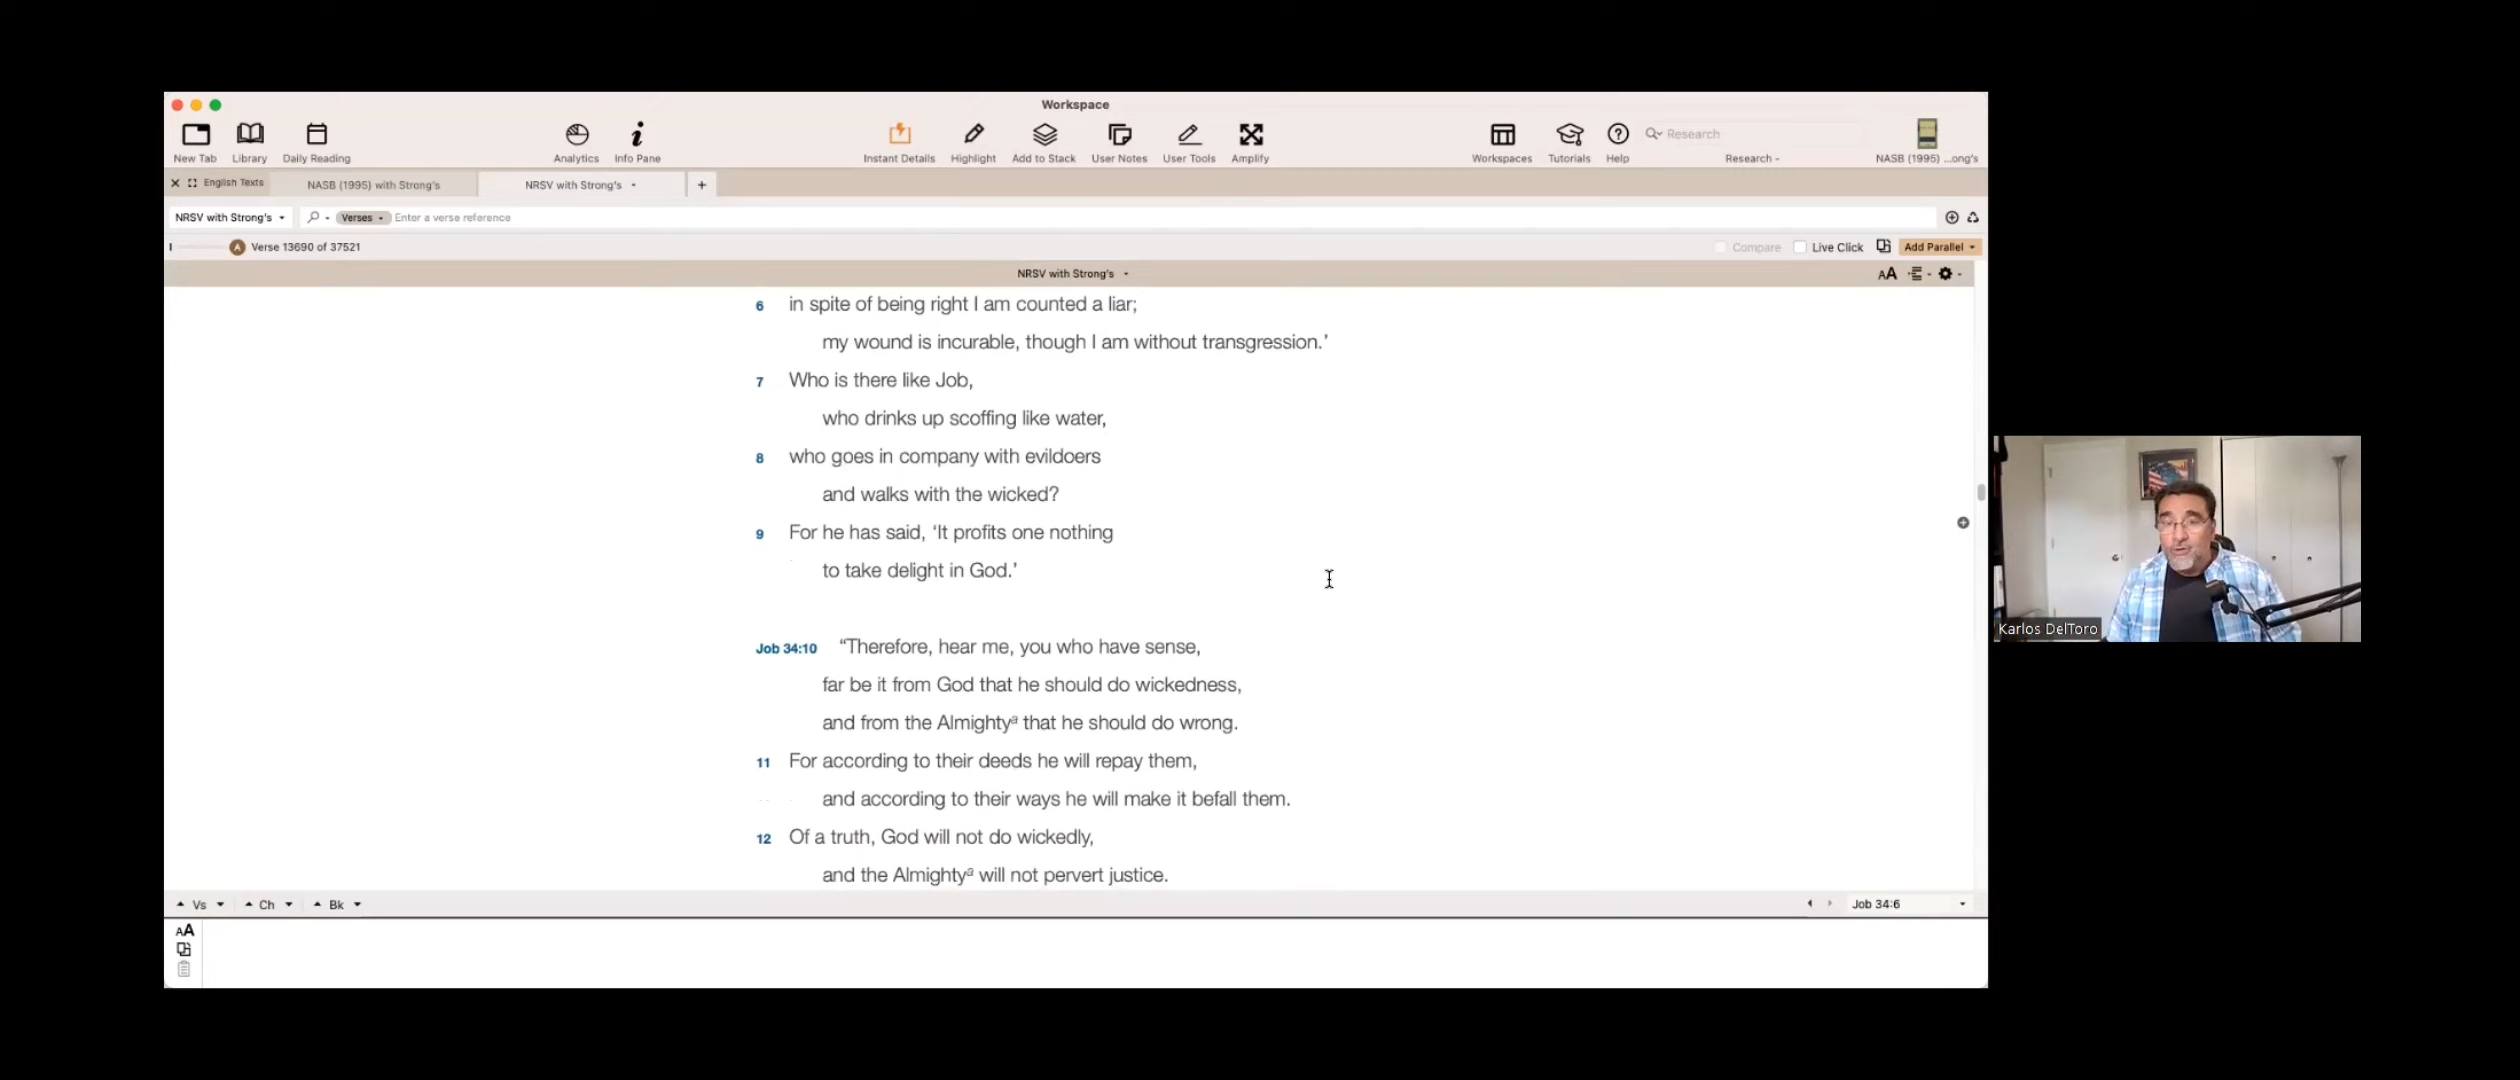 Workspace
New Tab
Library
Daily Reading
Analytics
Info Pane
Instant Details
Highlight
Add to Stack
User Notes
User Tools
Amplify
Workspaces
Tutorials
Help
Research
Research
NASB (1995) ...ong's
English Texts
NASB (1995) with Strong's
NRSV with Strong's
+
NRSV with Strong's
Verses
Enter a verse reference
A Verse 13690 of 37521
Compare
Live Click
Add Parallel
NRSV with Strong's
AA
6 in spite of being right I am counted a liar;
my wound is incurable, though I am without transgression.’
7 Who is there like Job,
who drinks up scoffing like water,
8 who goes in company with evildoers
and walks with the wicked?
9 For he has said, ‘It profits one nothing
to take delight in God.’
Job 34:10 “Therefore, hear me, you who have sense,
far be it from God that he should do wickedness,
and from the Almightyª that he should do wrong.
11 For according to their deeds he will repay them,
and according to their ways he will make it befall them.
12 Of a truth, God will not do wickedly,
and the Almightyª will not pervert justice.
Karlos DelToro
Vs
Ch
Bk
Job 34:6
AA